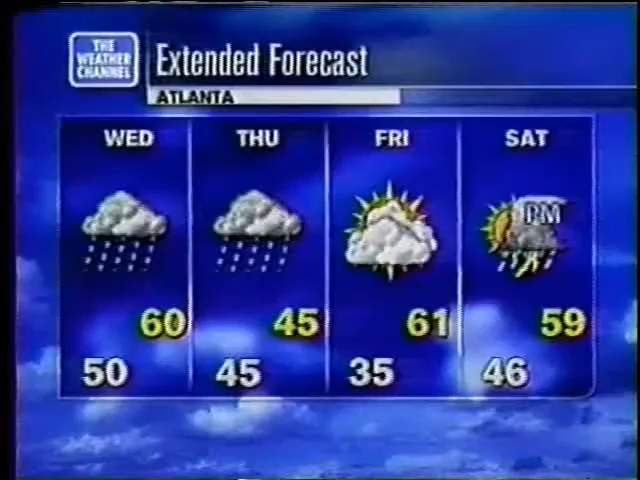 THE
WEATHER
CHANNEL
Extended Forecast
ATLANTA
WED THU FRI SAT
PM
60 45 61 59
50 45 35 46